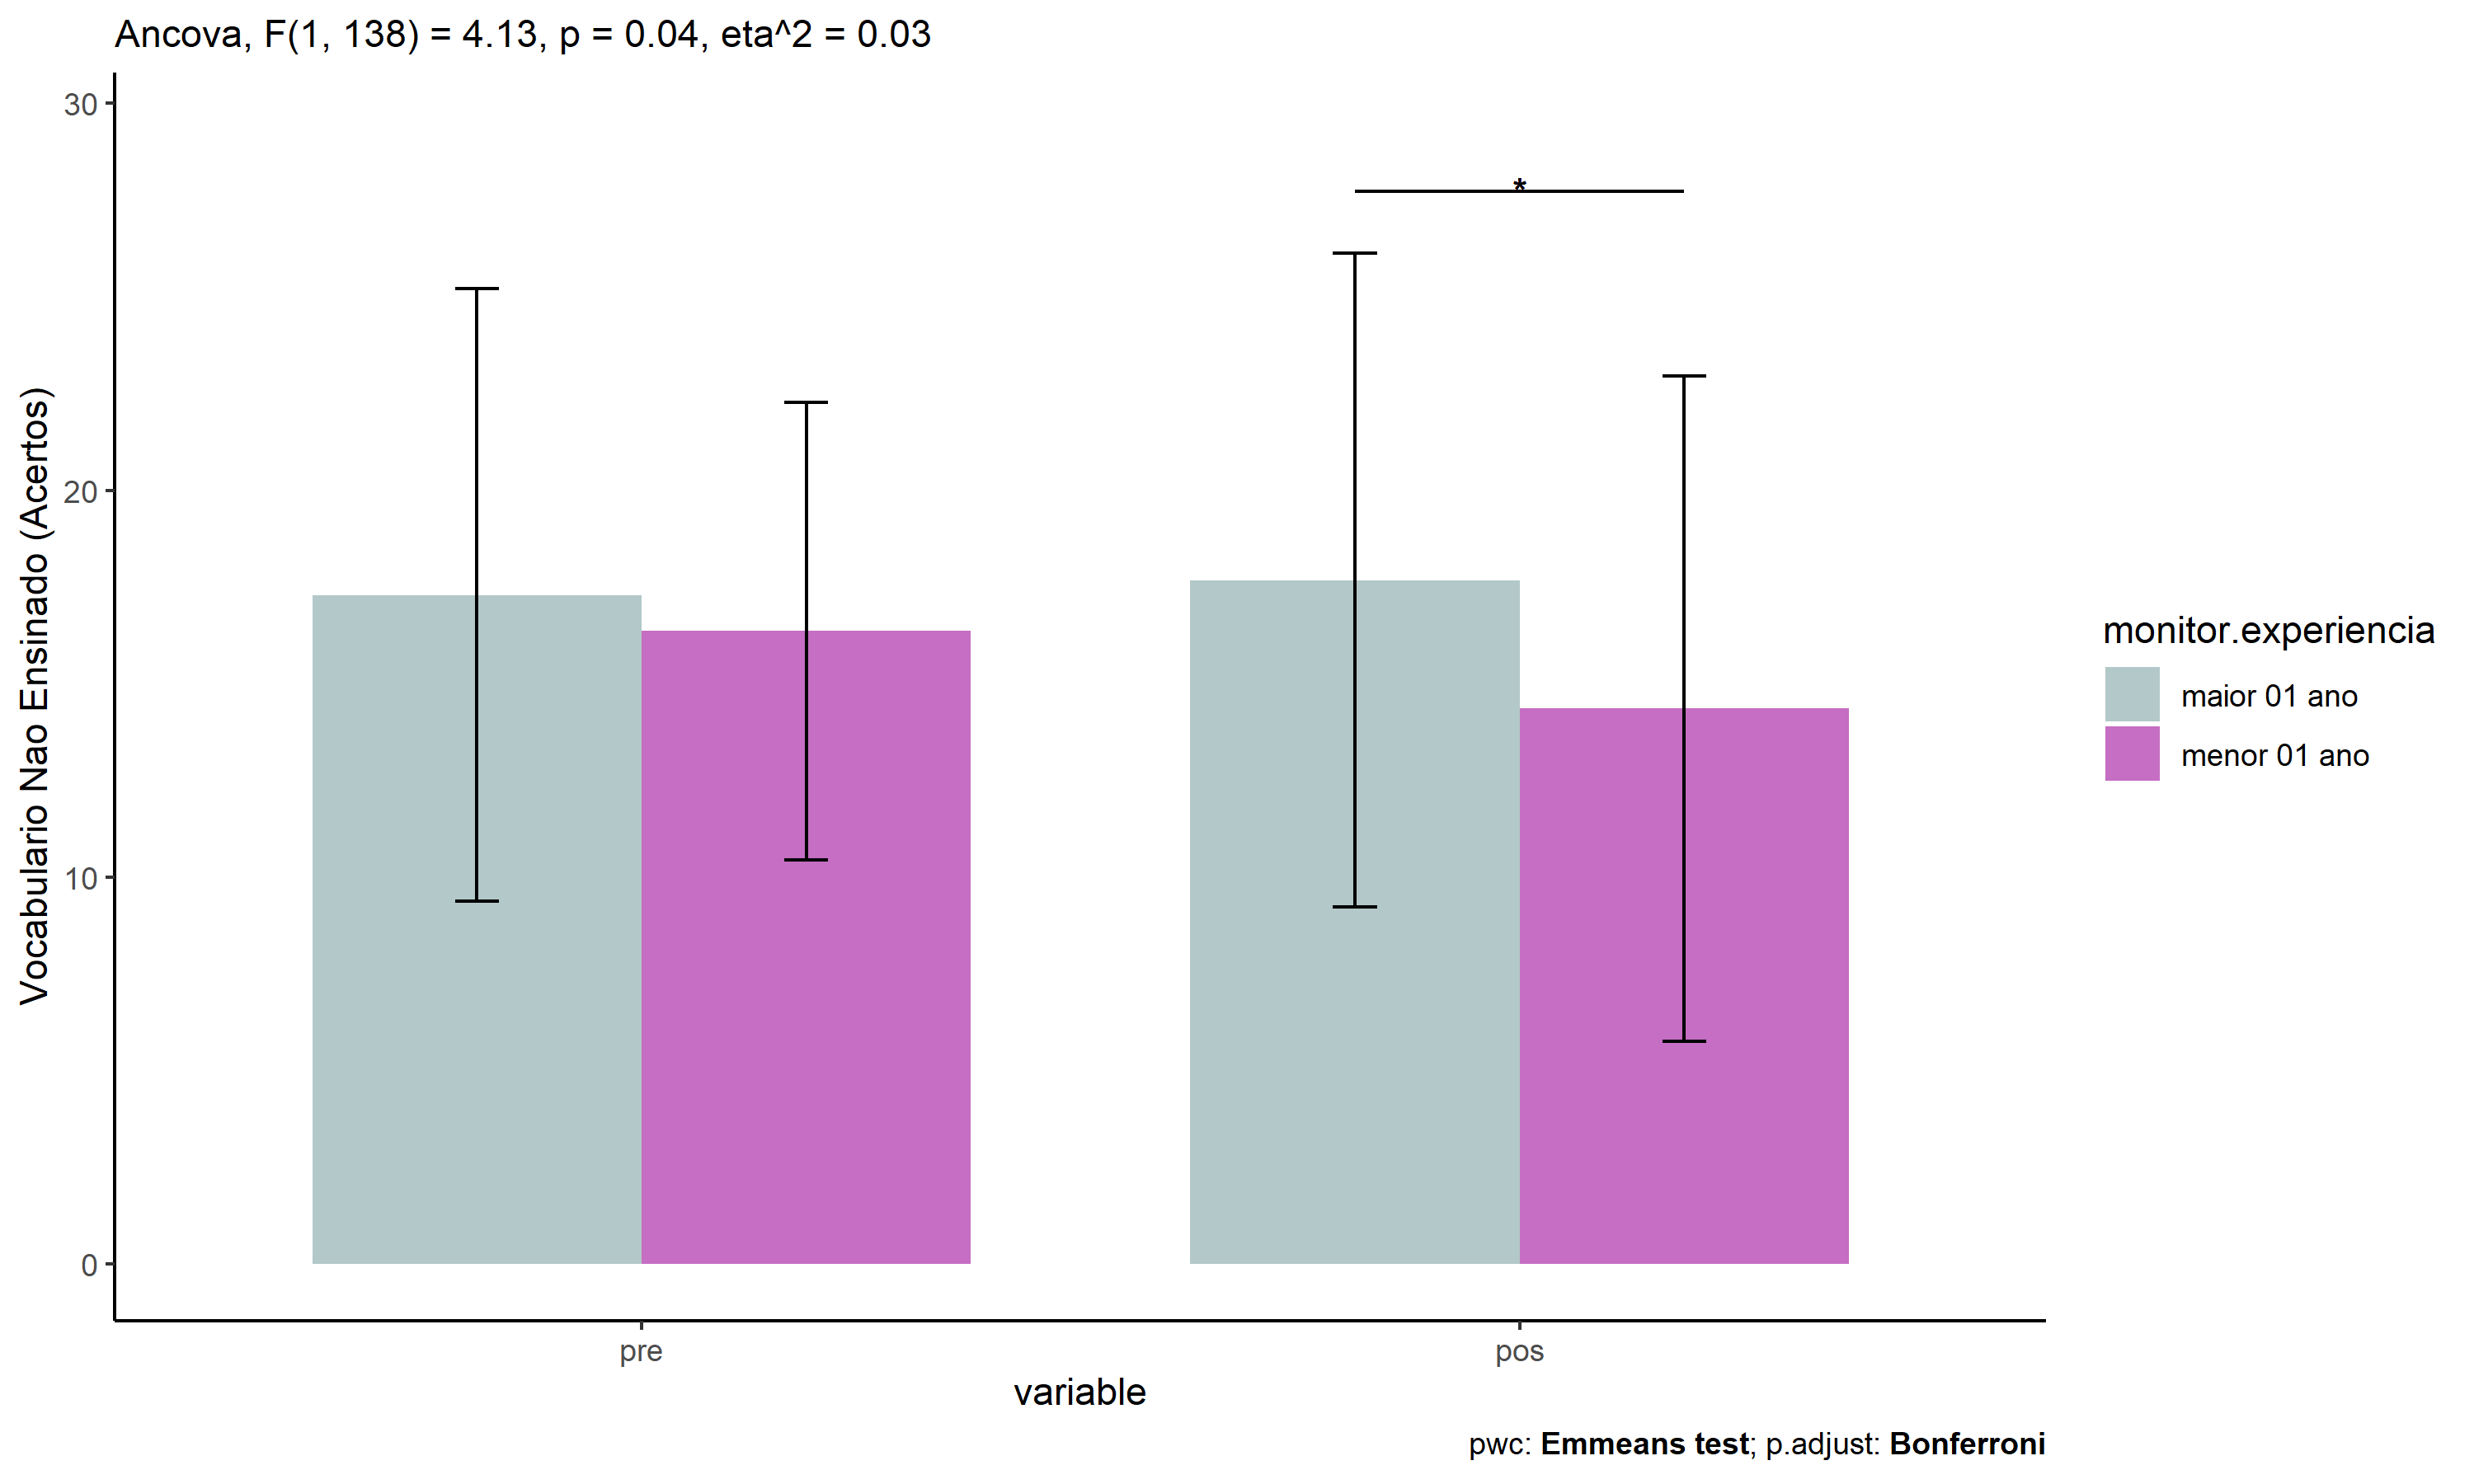 Ancova, F(1, 138) = 4.13, p = 0.04, eta^2 = 0.03
Vocabulario Nao Ensinado (Acertos)
30
20
10
0
*
pre
pos
variable
monitor.experiencia
maior 01 ano
menor 01 ano
pwc: Emmeans test; p.adjust: Bonferroni